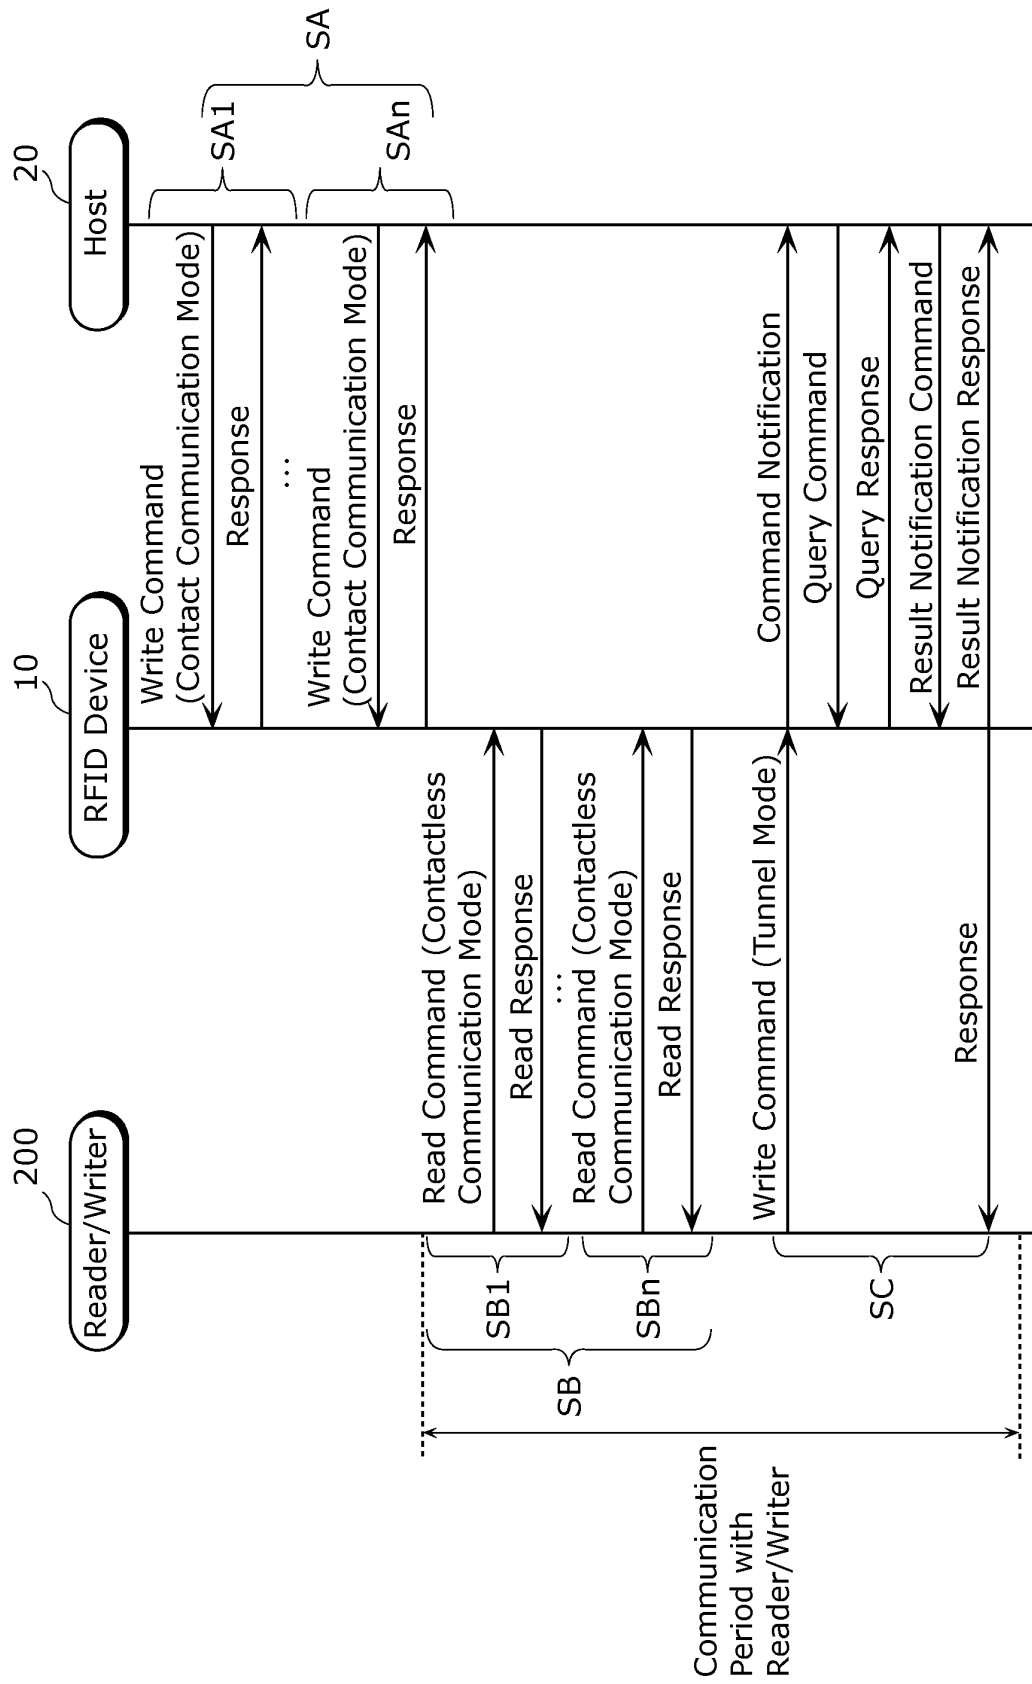 200
Reader/Writer
10
RFID Device
20
Host
Write Command
(Contact Communication Mode)
SA1
Response
SA
...
Write Command
(Contact Communication Mode)
SAn
Response
Read Command (Contactless
Communication Mode)
SB1
Read Response
SB
...
Read Command (Contactless
Communication Mode)
SBn
Read Response
Communication
Period with
Reader/Writer
Write Command (Tunnel Mode)
Command Notification
SC
Query Command
Query Response
Result Notification Command
Response
Result Notification Response